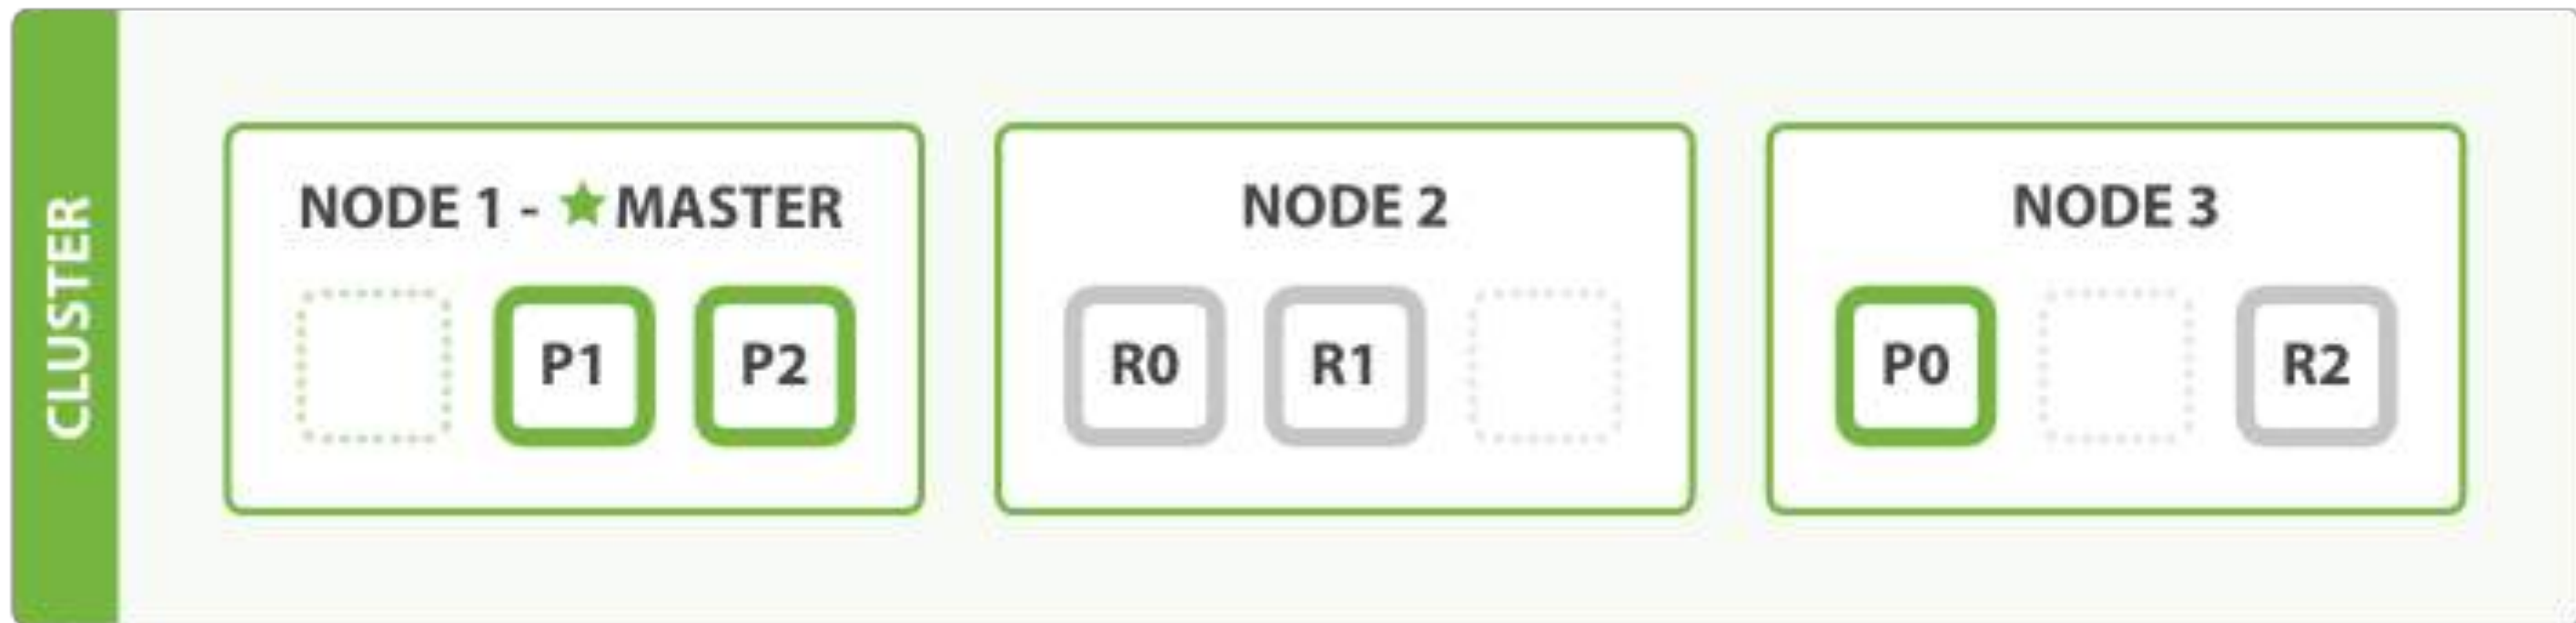 CLUSTER
NODE 1 - ★ MASTER
P1 P2
NODE 2
R0 R1
NODE 3
P0 R2